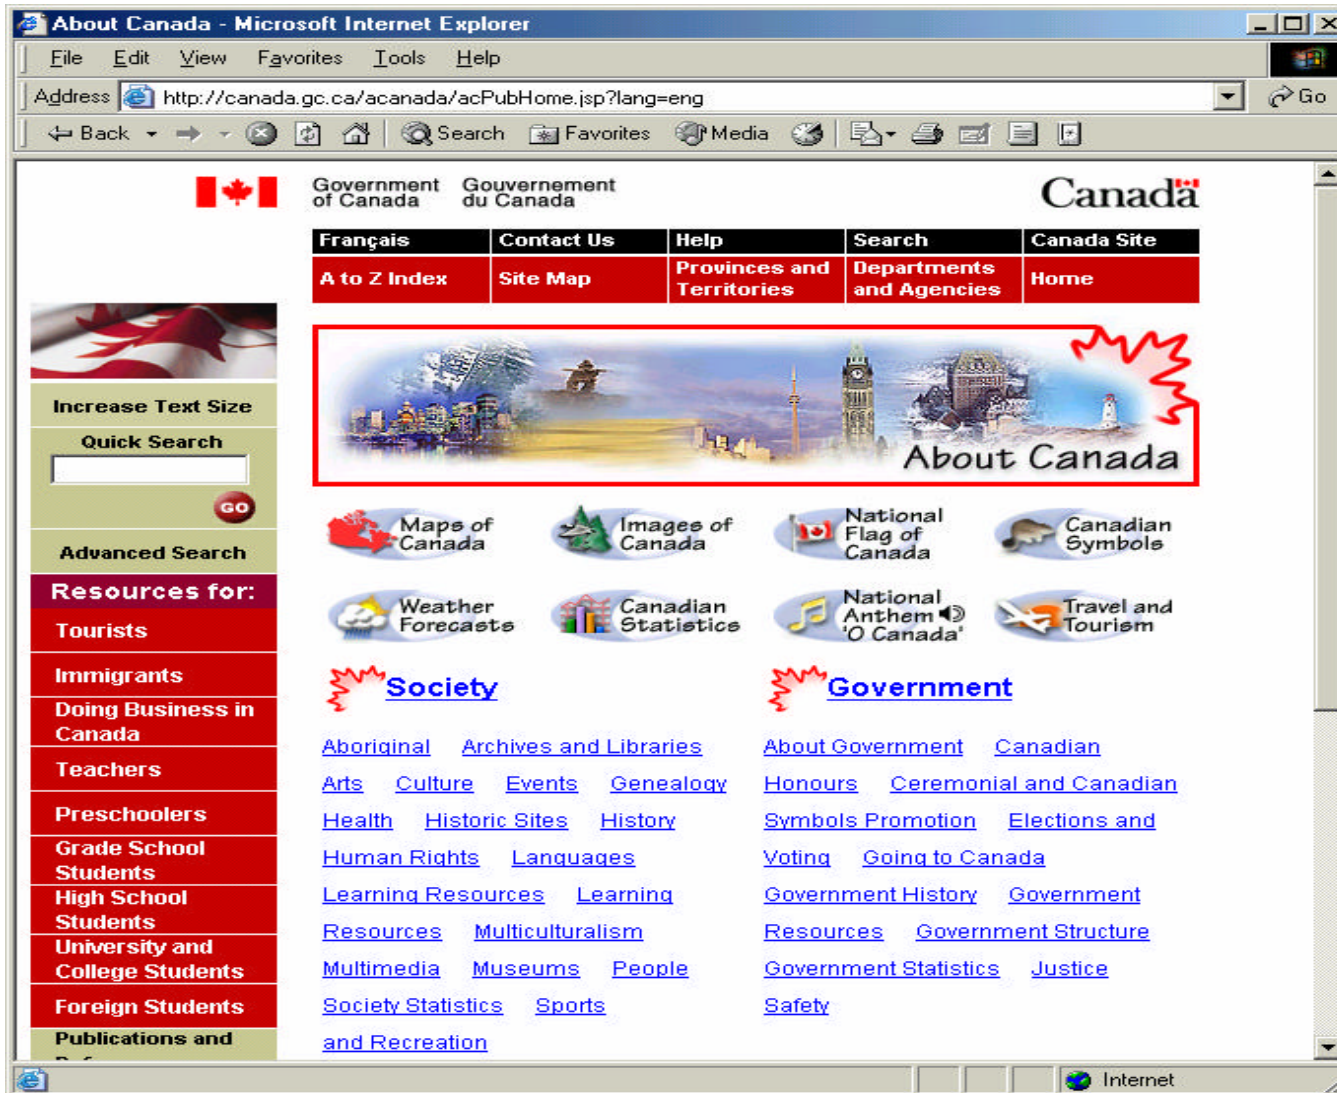 About Canada - Microsoft Internet Explorer
File Edit View Favorites Tools Help
Address http://canada.gc.ca/acanada/acPubHome.jsp?lang=eng Go
Back Search Favorites Media
Government of Canada Gouvernement du Canada
Canada
Français Contact Us Help Search Canada Site
A to Z Index Site Map Provinces and Territories Departments and Agencies Home
About Canada
Increase Text Size
Quick Search
GO
Advanced Search
Resources for:
Tourists
Immigrants
Doing Business in
Canada
Teachers
Preschoolers
Grade School
Students
High School
Students
University and
College Students
Foreign Students
Publications and
Maps of Canada
Images of Canada
National Flag of Canada
Canadian Symbols
Weather Forecasts
Canadian Statistics
National Anthem 'O Canada'
Travel and Tourism
Society
Aboriginal Archives and Libraries
Arts Culture Events Genealogy
Health Historic Sites History
Human Rights Languages
Learning Resources Learning
Resources Multiculturalism
Multimedia Museums People
Society Statistics Sports
and Recreation
Government
About Government Canadian
Honours Ceremonial and Canadian
Symbols Promotion Elections and
Voting Going to Canada
Government History Government
Resources Government Structure
Government Statistics Justice
Safety
Internet